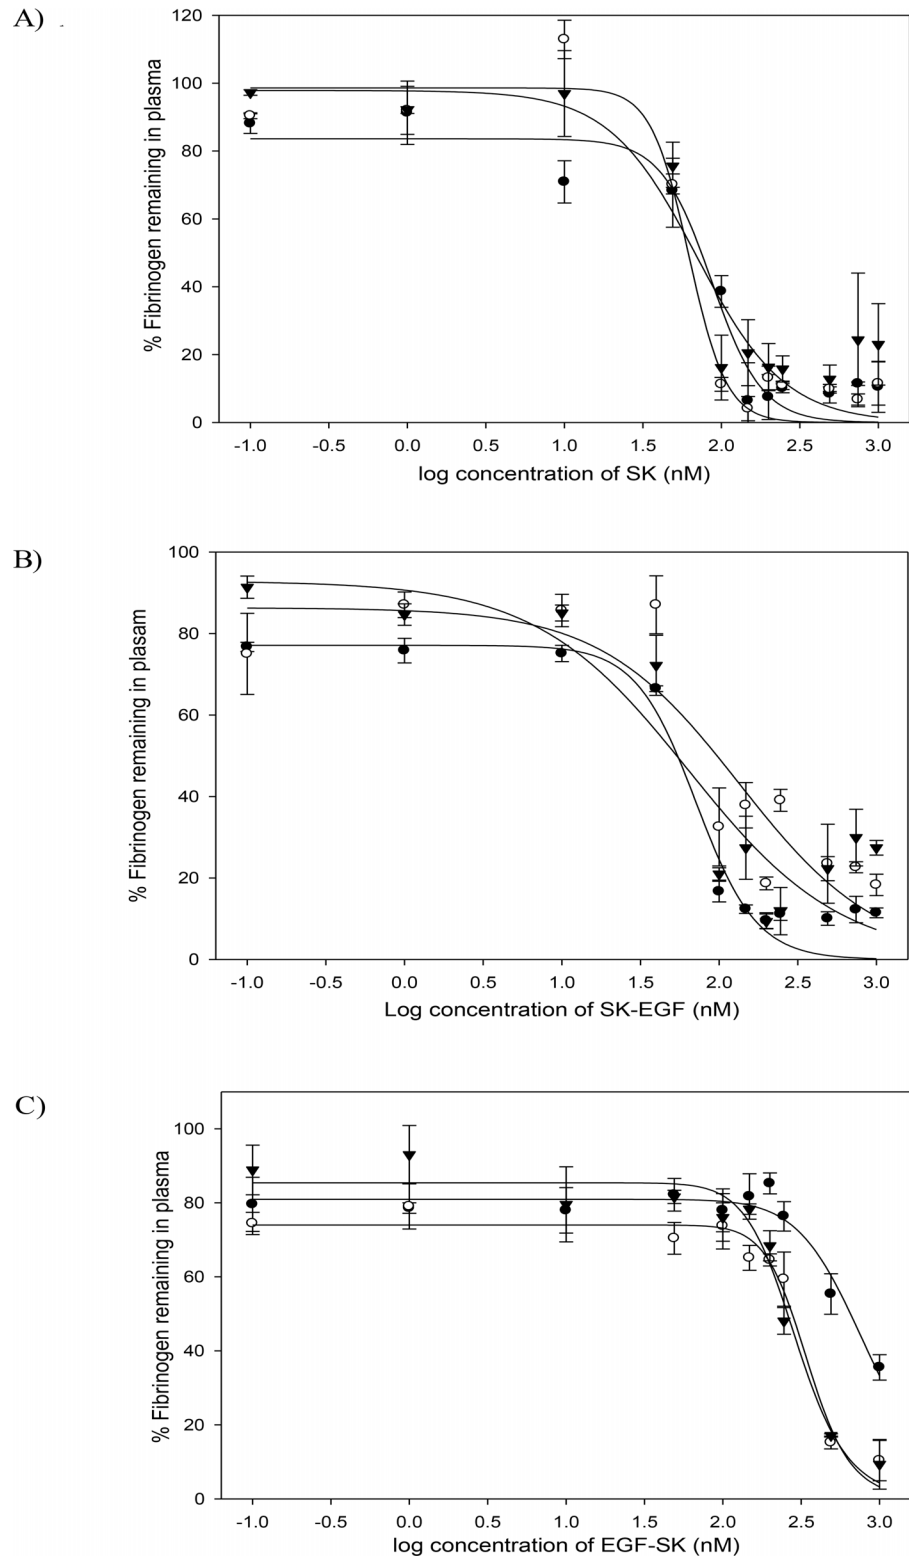 A)
120
100
80
60
40
20
0
% Fibrinogen remaining in plasma
-1.0 -0.5 0.0 0.5 1.0 1.5 2.0 2.5 3.0
log concentration of SK (nM)
B)
100
80
60
40
20
0
% Fibrinogen remaining in plasam
-1.0 -0.5 0.0 0.5 1.0 1.5 2.0 2.5 3.0
Log concentration of SK-EGF (nM)
C)
100
80
60
40
20
0
% Fibrinogen remaining in plasma
-1.0 -0.5 0.0 0.5 1.0 1.5 2.0 2.5 3.0
log concentration of EGF-SK (nM)